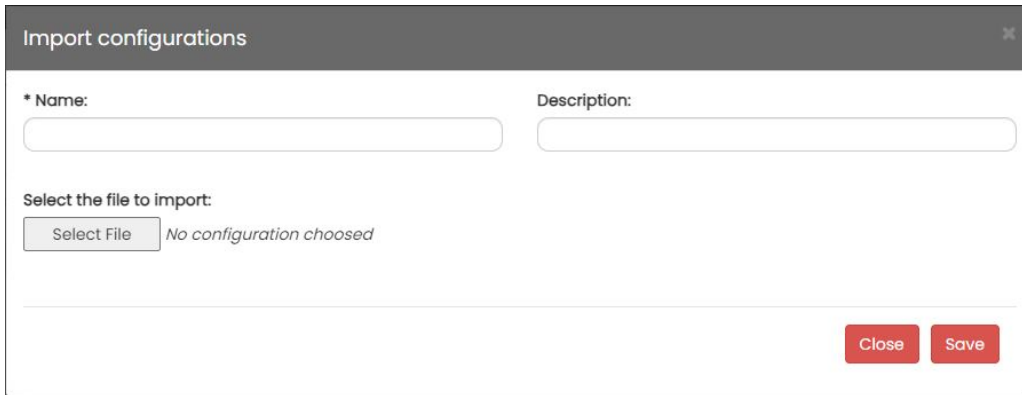 Import configurations
* Name:
Description:
Select the file to import:
Select File
No configuration choosed
Close
Save